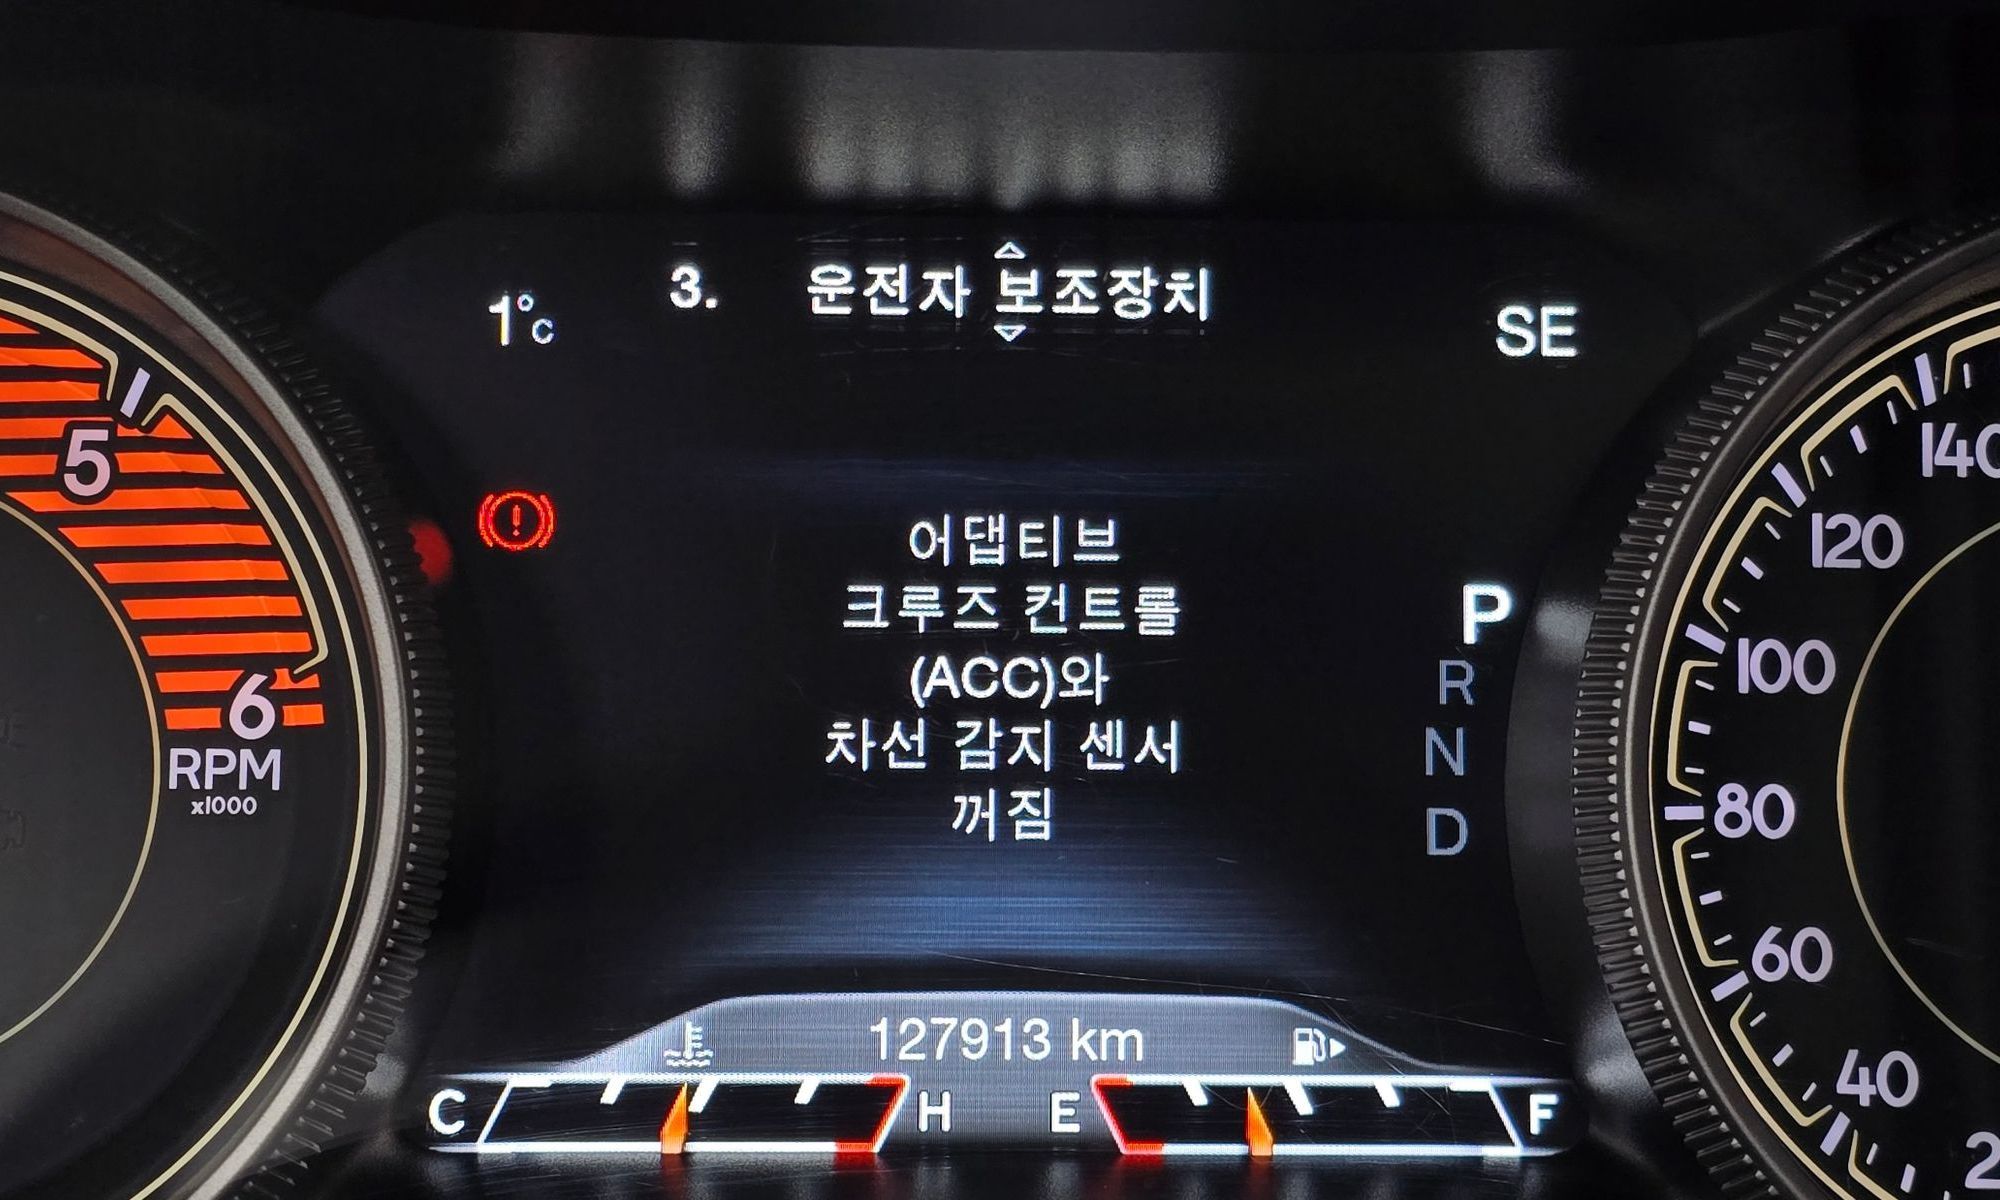 1°C
3. 운전자 보조장치
SE
어댑티브
크루즈 컨트롤
(ACC)와
차선 감지 센서
꺼짐
P
R
N
D
5
6
RPM
x1000
140
120
100
80
60
40
127913 km
C H E F